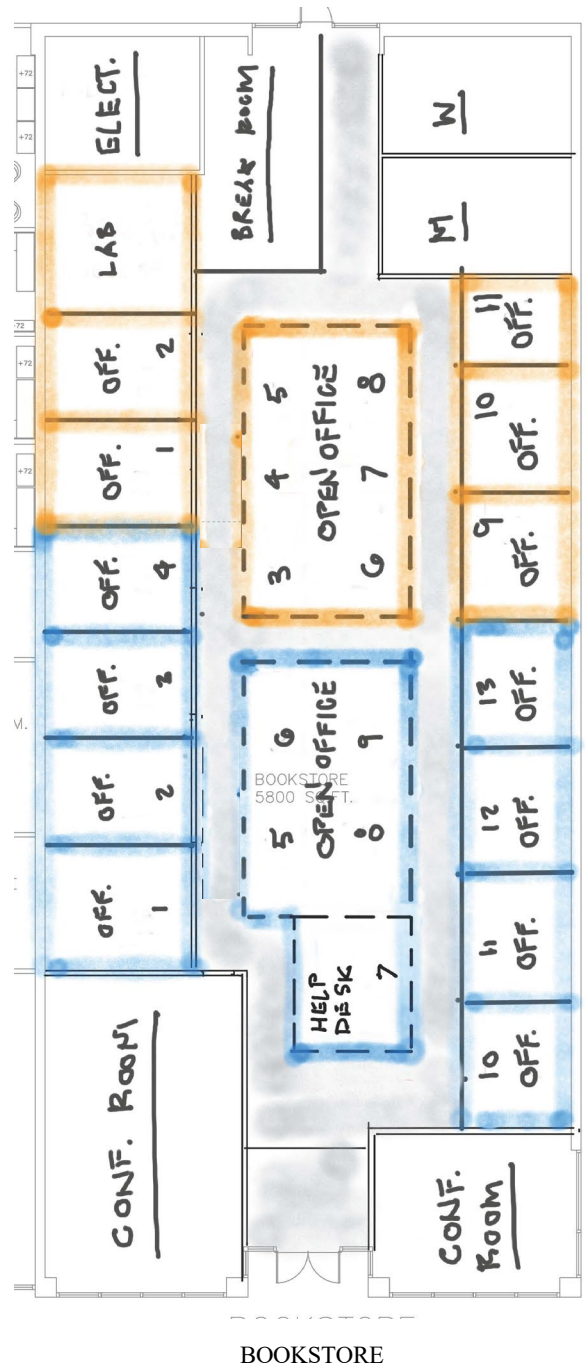 +72
+72
ELECT.
BREAK ROOM
W
M
LAB
+72
OFF. 2
+72
OFF. 1
5 8
4 OPEN OFFICE 7
3 6
11 OFF.
10 OFF.
9 OFF.
OFF. 4
OFF. 3
M.
OFF. 2
OFF. 1
6 9
OPEN OFFICE
BOOKSTORE
5800 SQ.FT.
5 8
HELP DESK 7
13 OFF.
12 OFF.
11 OFF.
10 OFF.
CONF. ROOM
CONF.
ROOM
BOOKSTORE
BOOKSTORE